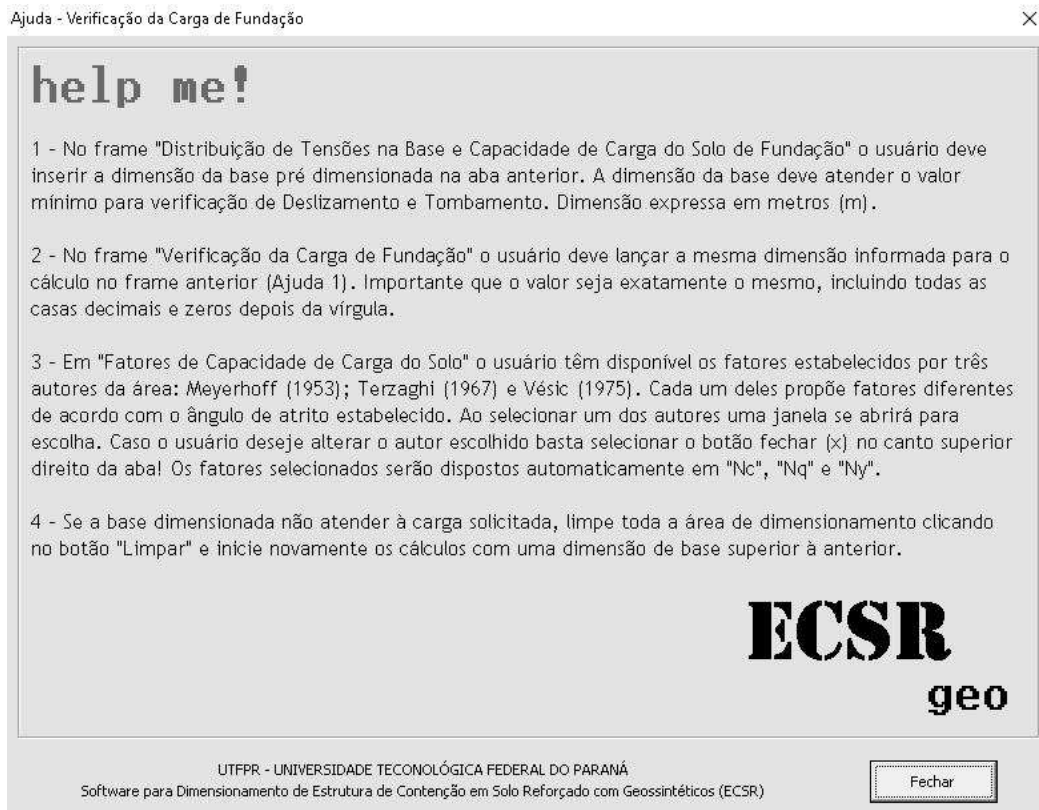 Ajuda - Verificação da Carga de Fundação
help me!
1 - No frame "Distribuição de Tensões na Base e Capacidade de Carga do Solo de Fundação" o usuário deve
inserir a dimensão da base pré dimensionada na aba anterior. A dimensão da base deve atender o valor
mínimo para verificação de Deslizamento e Tombamento. Dimensão expressa em metros (m).
2 - No frame "Verificação da Carga de Fundação" o usuário deve lançar a mesma dimensão informada para o
cálculo no frame anterior (Ajuda 1). Importante que o valor seja exatamente o mesmo, incluindo todas as
casas decimais e zeros depois da vírgula.
3 - Em "Fatores de Capacidade de Carga do Solo" o usuário têm disponível os fatores estabelecidos por três
autores da área: Meyerhoff (1953); Terzaghi (1967) e Vésic (1975). Cada um deles propõe fatores diferentes
de acordo com o ângulo de atrito estabelecido. Ao selecionar um dos autores uma janela se abrirá para
escolha. Caso o usuário deseje alterar o autor escolhido basta selecionar o botão fechar (x) no canto superior
direito da aba! Os fatores selecionados serão dispostos automaticamente em "Nc", "Nq" e "Ny".
4 - Se a base dimensionada não atender à carga solicitada, limpe toda a área de dimensionamento clicando
no botão "Limpar" e inicie novamente os cálculos com uma dimensão de base superior à anterior.
ECSR
geo
UTFPR - UNIVERSIDADE TECONOLÓGICA FEDERAL DO PARANÁ
Software para Dimensionamento de Estrutura de Contenção em Solo Reforçado com Geossintéticos (ECSR)
Fechar